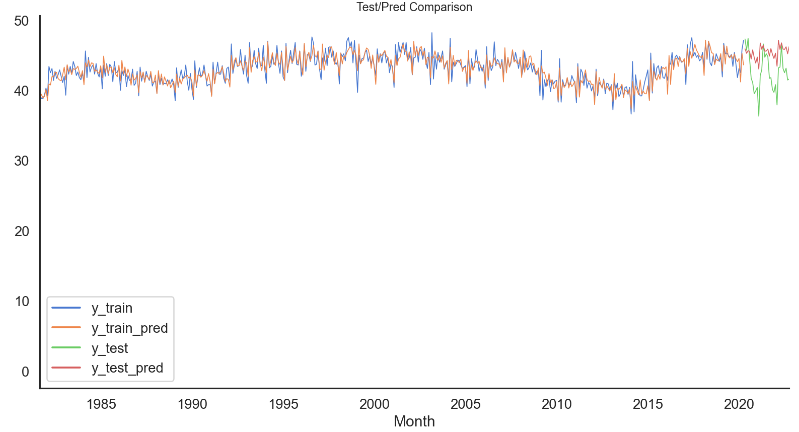 Test/Pred Comparison
50
40
30
20
10
0
y_train
y_train_pred
y_test
y_test_pred
1985 1990 1995 2000 2005 2010 2015 2020
Month